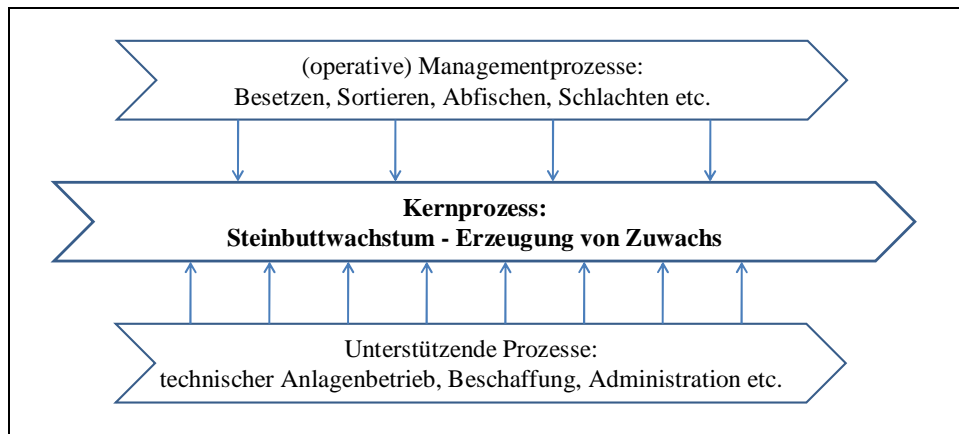 (operative) Managementprozesse:
Besetzen, Sortieren, Abfischen, Schlachten etc.
Kernprozess:
Steinbuttwachstum - Erzeugung von Zuwachs
Unterstützende Prozesse:
technischer Anlagenbetrieb, Beschaffung, Administration etc.